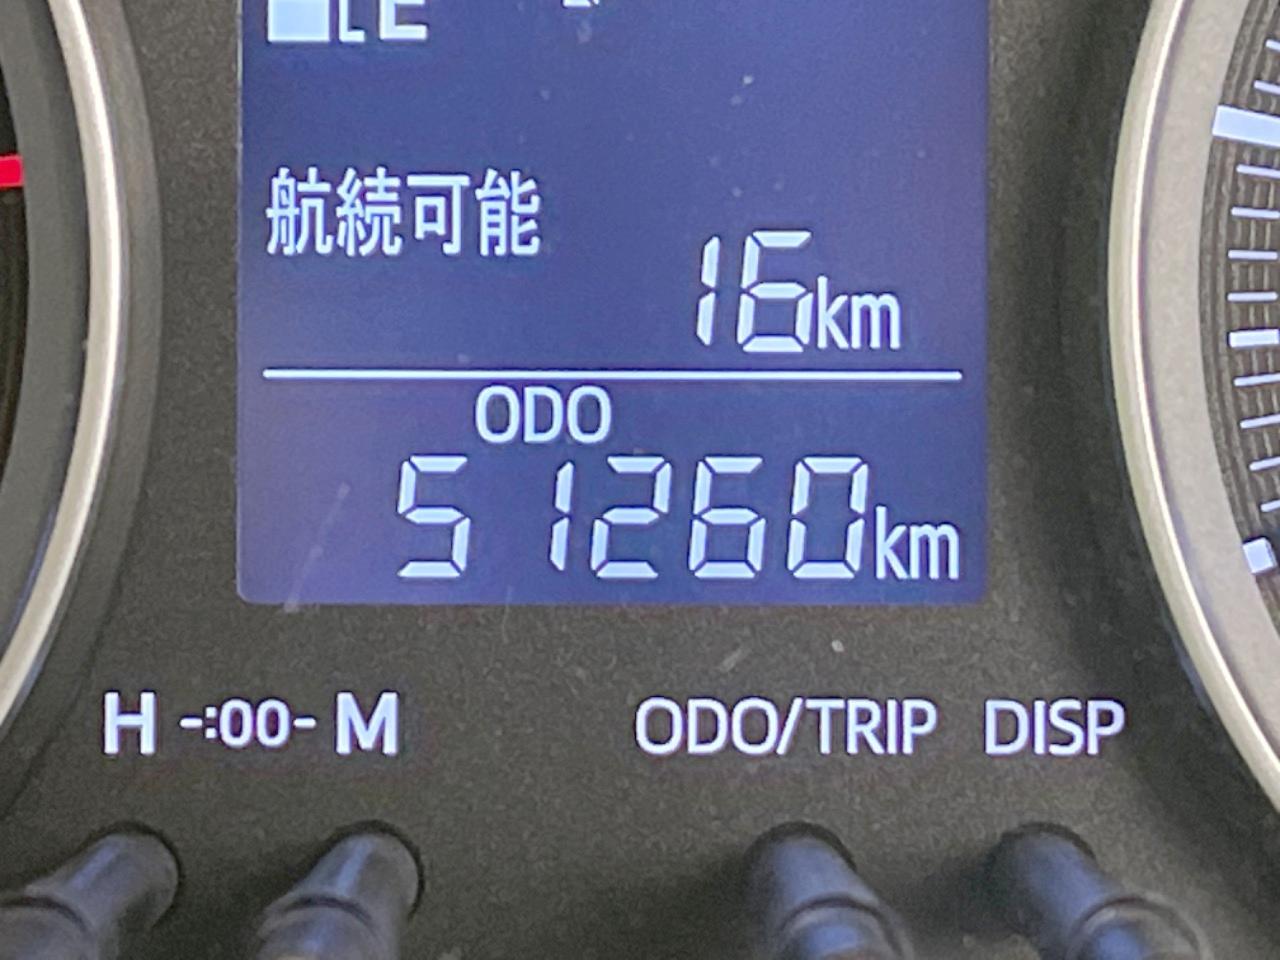 E
航続可能
16km
ODO
51260km
H -:00- M
ODO/TRIP DISP